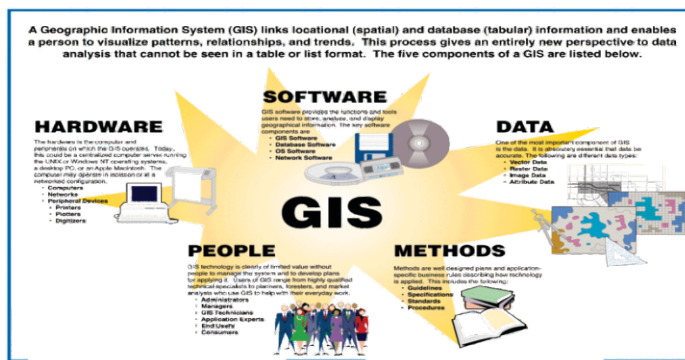 A Geographic Information System (GIS) links locational (spatial) and database (tabular) information and enables
a person to visualize patterns, relationships, and trends. This process gives an entirely new perspective to data
analysis that cannot be seen in a table or list format. The five components of a GIS are listed below.
SOFTWARE
GIS software provides the functions and tools
users need to store, analyze, and display
geographical information. The key software
components are
• GIS Software
• Database Software
• OS Software
• Network Software
HARDWARE
The hardware is the computer and
peripherals on which the GIS operates. Today,
this could be a centralized computer server running
the UNIX or Windows NT operating systems,
a desktop PC, or an Apple Macintosh. The
computer may operate in isolation or in a
networked configuration.
• Computers
• Networks
• Peripheral Devices
• Printers
• Plotters
• Digitizers
DATA
One of the most important component of GIS
is the data. It is absolutely essential that data be
accurate. The following are different data types:
• Vector Data
• Raster Data
• Image Data
• Attribute Data
GIS
PEOPLE
GIS technology is clearly of limited value without
people to manage the system and to develop plans
for applying it. Users of GIS range from highly qualified
technical specialists to planners, foresters, and market
analysts who use GIS to help with their everyday work.
• Administrators
• Managers
• GIS Technicians
• Application Experts
• End Users
• Consumers
METHODS
Methods are well designed plans and application-
specific business rules describing how technology
is applied. This includes the following:
• Guidelines
• Specifications
• Standards
• Procedures